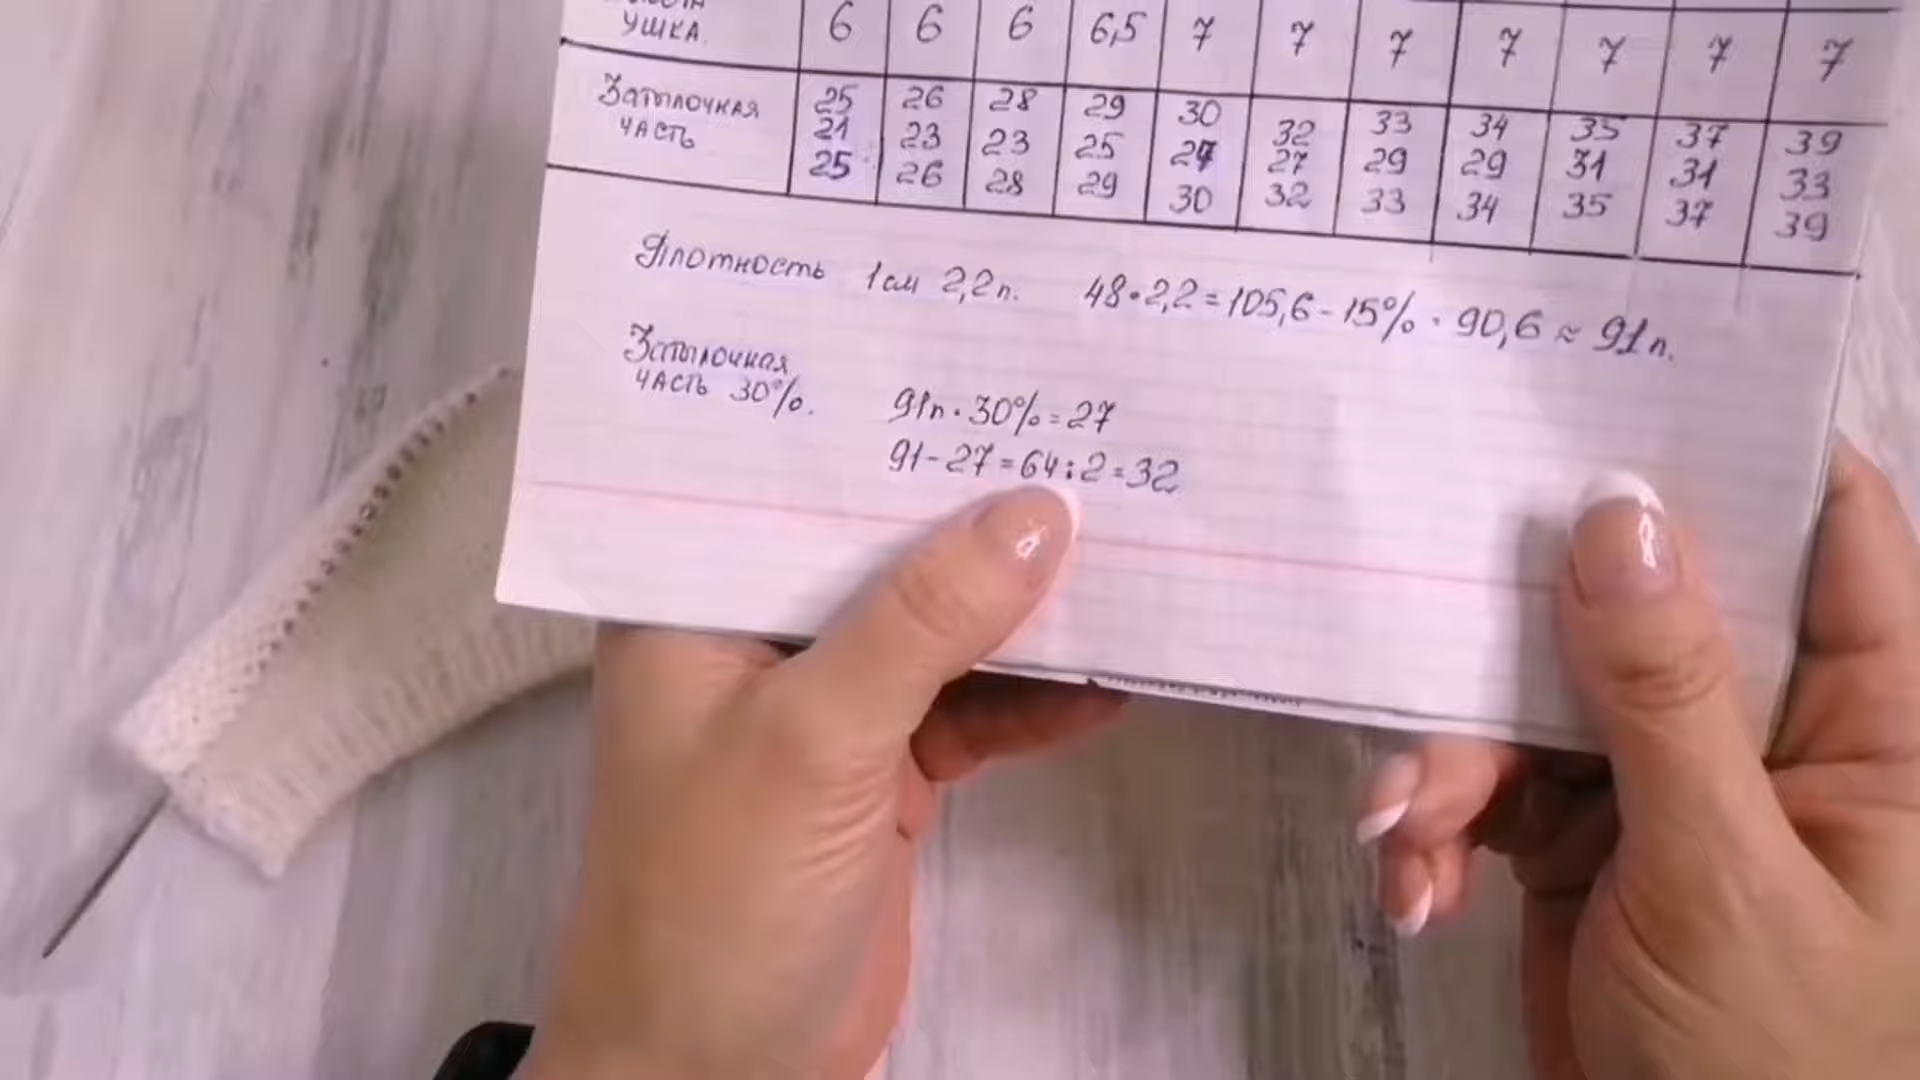 УШКА. 6 6 6 6,5 7 7 7 7 7 7 7
Затылочная 25 26 28 29 30 32 33 34 35 37 39
часть 21 23 23 25 27 27 29 29 31 31 33
25 26 28 29 30 32 33 34 35 37 39
Плотность 1см 2,2п. 48·2,2=105,6-15%·90,6≈91п.
Затылочная
часть 30%. 91п·30%=27
91-27=64:2=32